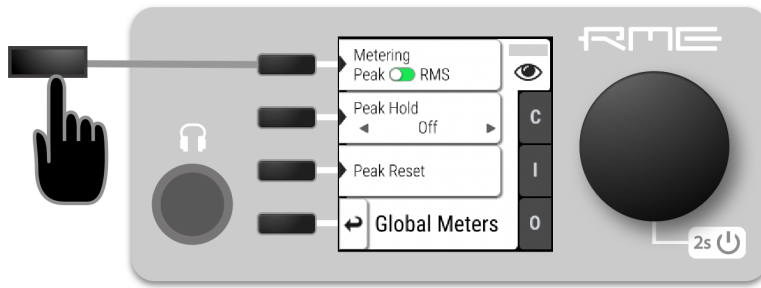 RME
Metering
Peak RMS
Peak Hold
Off
Peak Reset
Global Meters
C
I
O
2s